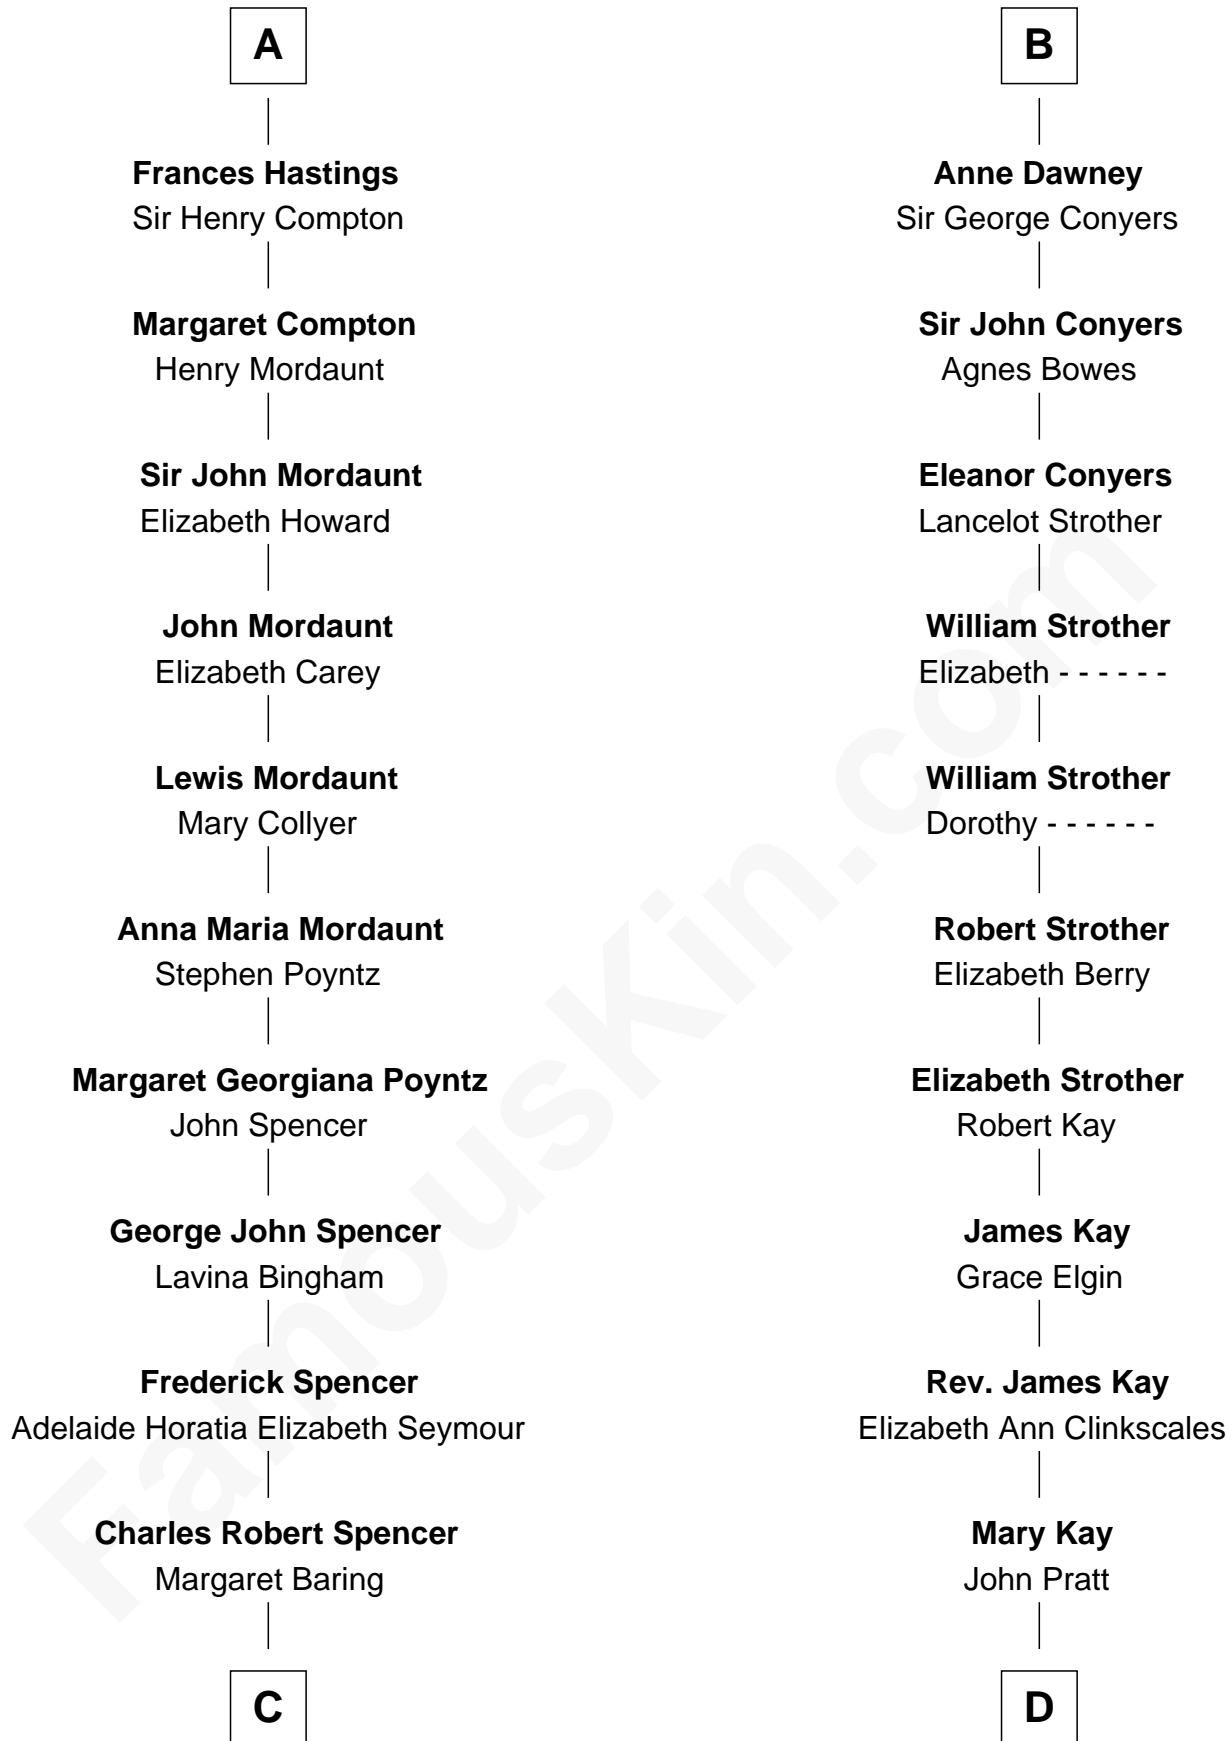 A
Frances Hastings
Sir Henry Compton
Margaret Compton
Henry Mordaunt
Sir John Mordaunt
Elizabeth Howard
John Mordaunt
Elizabeth Carey
Lewis Mordaunt
Mary Collyer
Anna Maria Mordaunt
Stephen Poyntz
Margaret Georgiana Poyntz
John Spencer
George John Spencer
Lavina Bingham
Frederick Spencer
Adelaide Horatia Elizabeth Seymour
Charles Robert Spencer
Margaret Baring
C
B
Anne Dawney
Sir George Conyers
Sir John Conyers
Agnes Bowes
Eleanor Conyers
Lancelot Strother
William Strother
Elizabeth - - - - - -
William Strother
Dorothy - - - - - -
Robert Strother
Elizabeth Berry
Elizabeth Strother
Robert Kay
James Kay
Grace Elgin
Rev. James Kay
Elizabeth Ann Clinkscales
Mary Kay
John Pratt
D
FamousKin.com